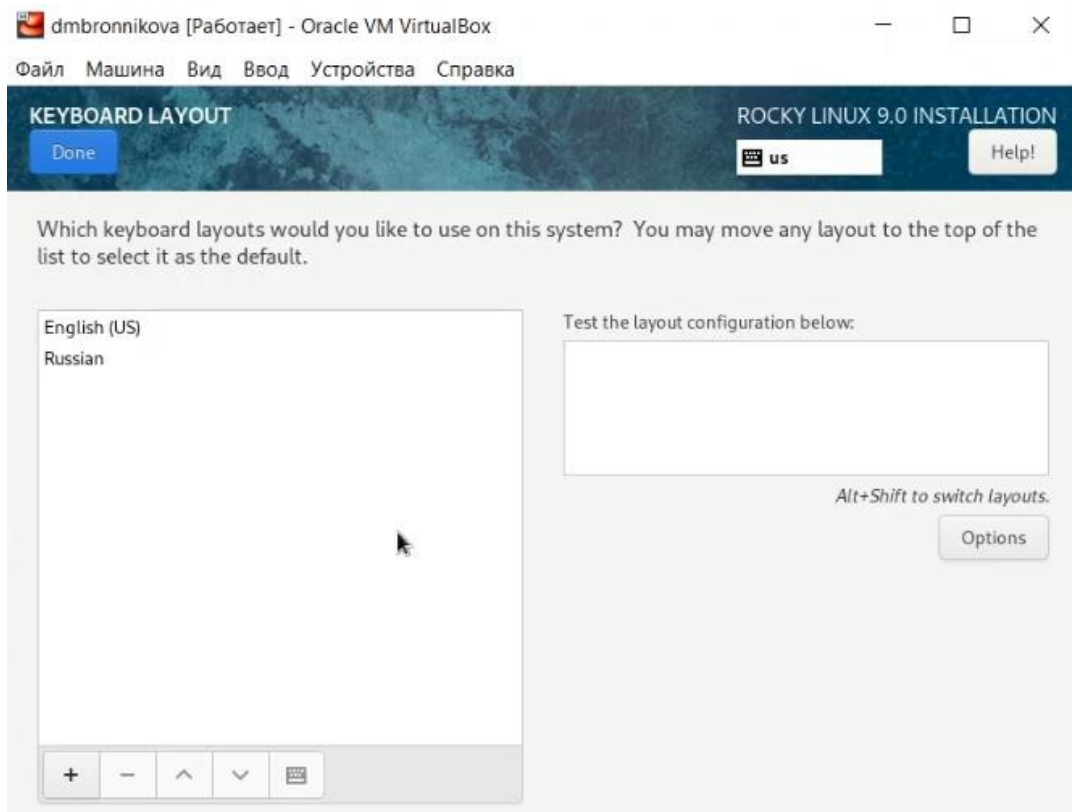 dmbronnikova [Работает] - Oracle VM VirtualBox
Файл Машина Вид Ввод Устройства Справка
KEYBOARD LAYOUT
ROCKY LINUX 9.0 INSTALLATION
Done
us
Help!
Which keyboard layouts would you like to use on this system? You may move any layout to the top of the
list to select it as the default.
English (US)
Russian
Test the layout configuration below:
Alt+Shift to switch layouts.
Options